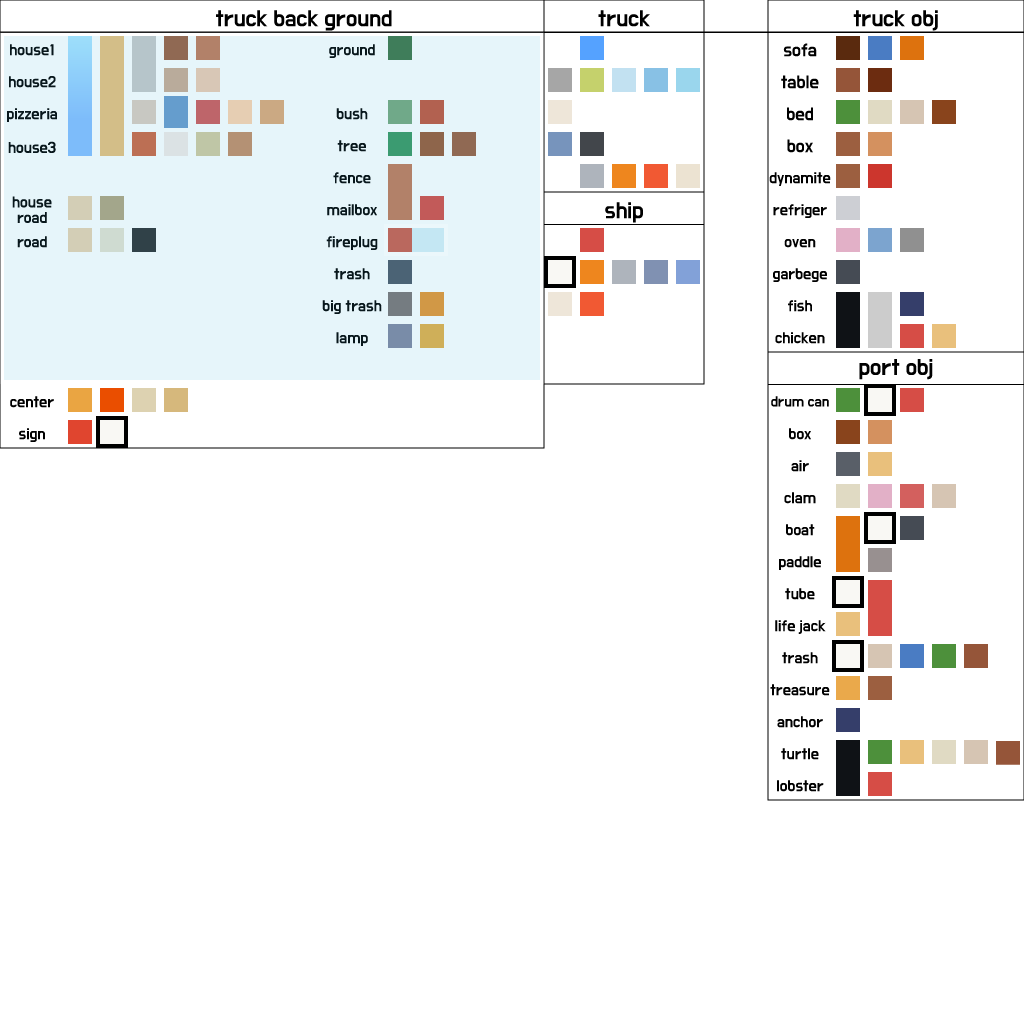 truck back ground
truck
truck obj
house1
ground
sofa
house2
table
pizzeria
bush
bed
house3
tree
box
fence
dynamite
house
road
mailbox
ship
refriger
road
fireplug
oven
trash
garbege
big trash
fish
lamp
chicken
port obj
center
drum can
sign
box
air
clam
boat
paddle
tube
life jack
trash
treasure
anchor
turtle
lobster